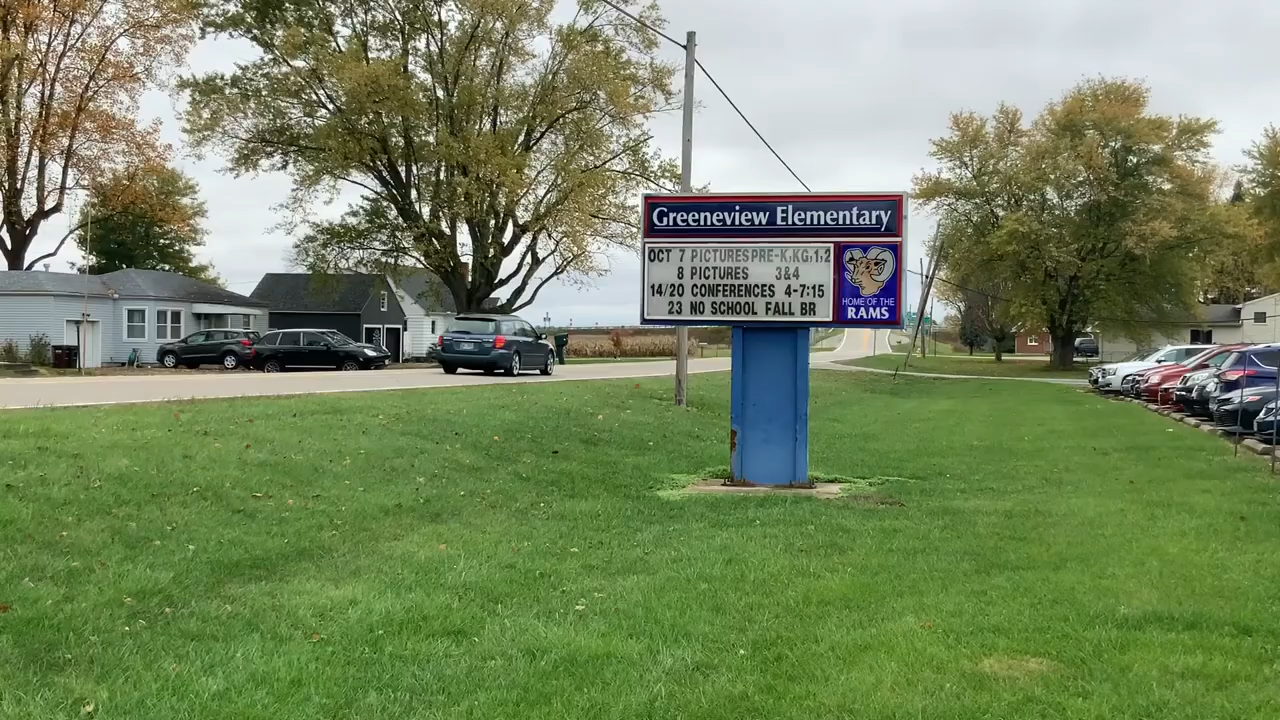 Greeneview Elementary
OCT 7 PICTURES PRE-K,KG,1,2
8 PICTURES 3&4
14/20 CONFERENCES 4-7:15
23 NO SCHOOL FALL BR
HOME OF THE
RAMS